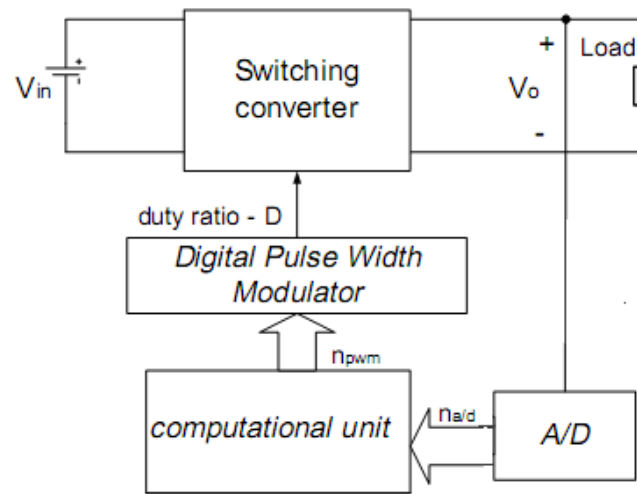 Switching
converter
+
Load
Vin
+
-
Vo
-
duty ratio - D
Digital Pulse Width
Modulator
npwm
computational unit
na/d
A/D